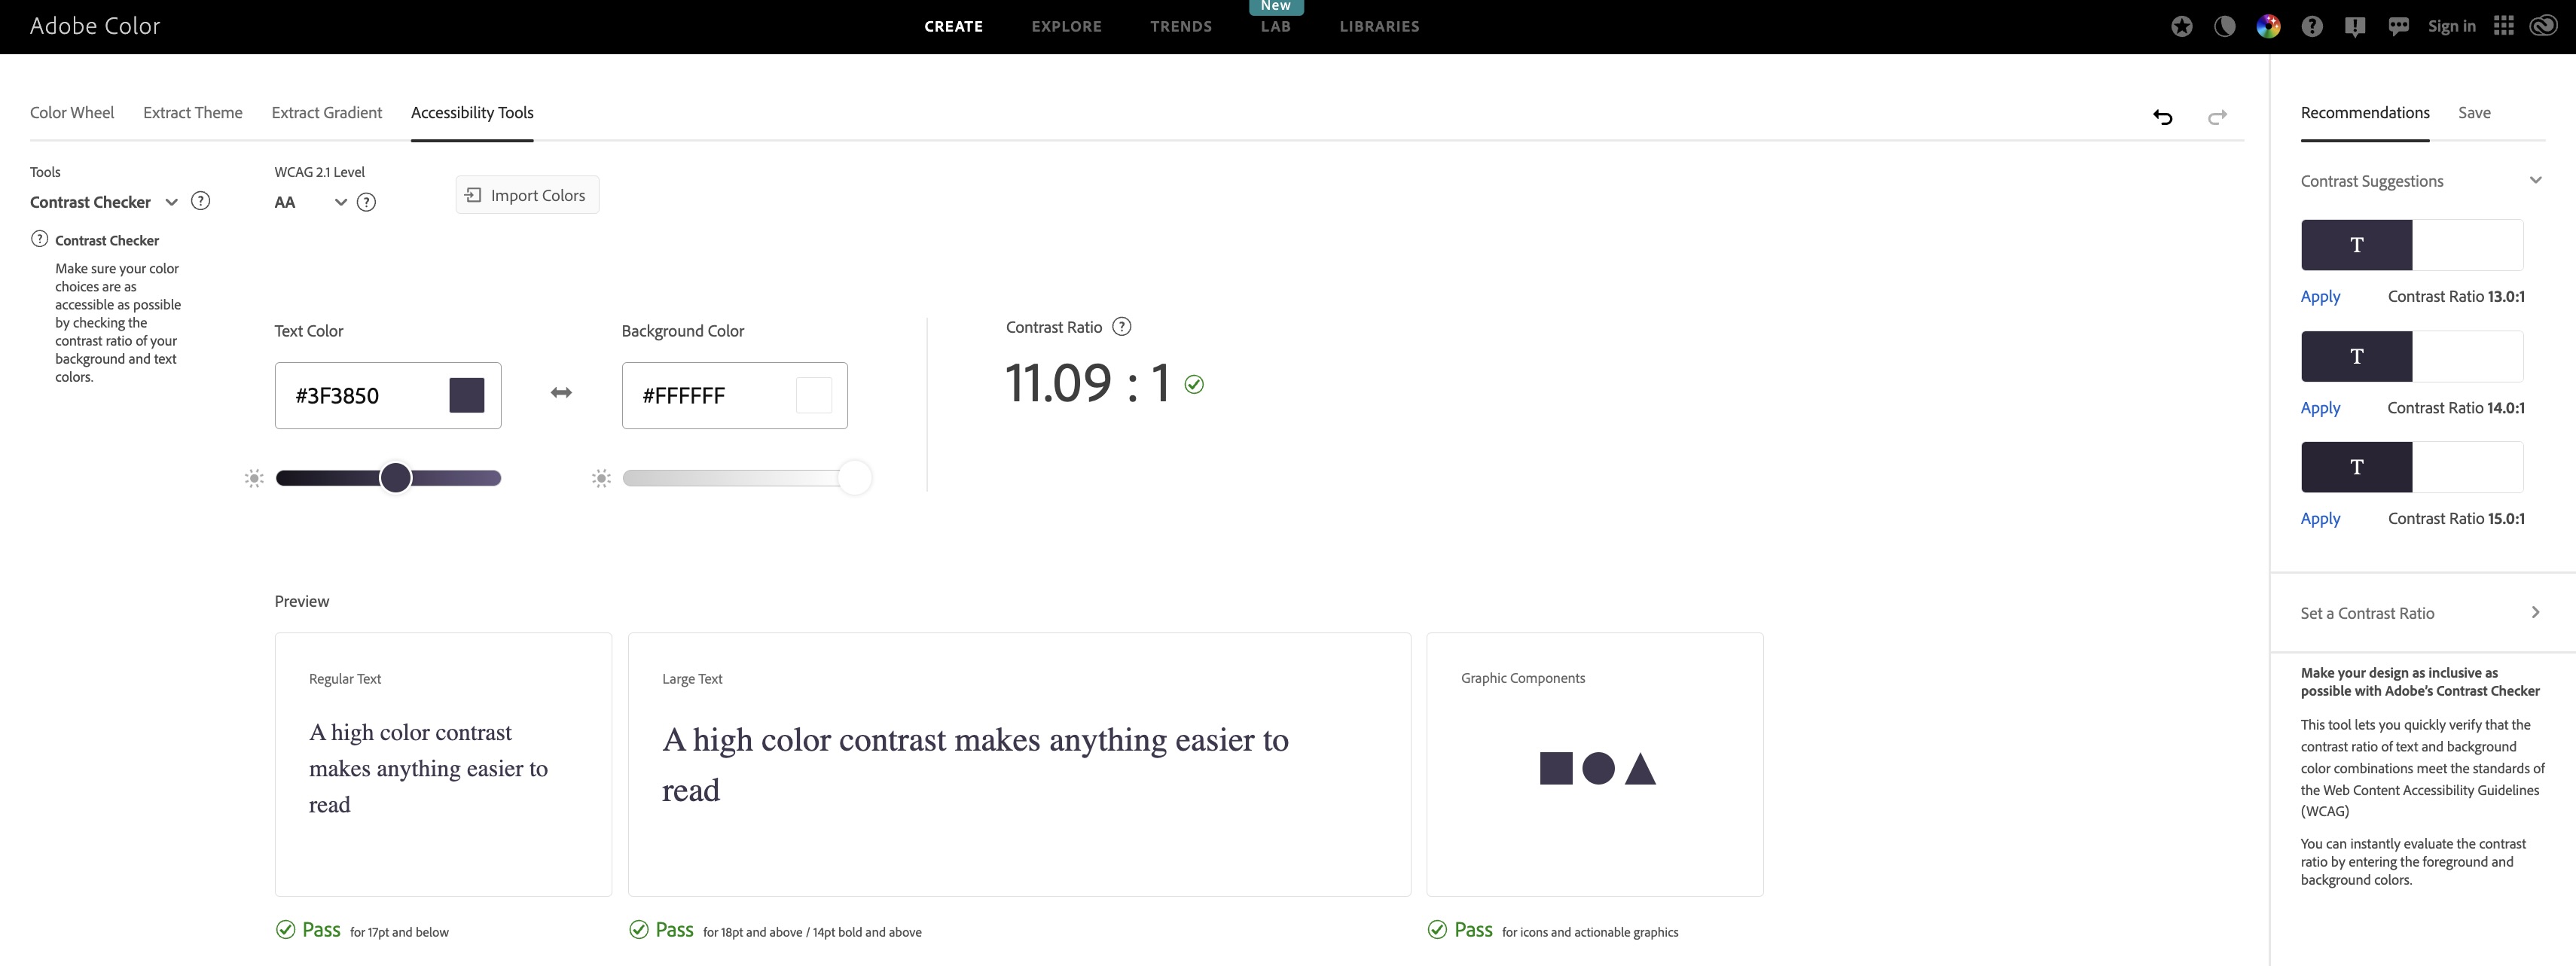 Adobe Color
CREATE
EXPLORE
TRENDS
New
LAB
LIBRARIES
Sign in
Color Wheel
Extract Theme
Extract Gradient
Accessibility Tools
Tools
Contrast Checker
Contrast Checker
Make sure your color
choices are as
accessible as possible
by checking the
contrast ratio of your
background and text
colors.
WCAG 2.1 Level
AA
Import Colors
Text Color
#3F3850
Background Color
#FFFFFF
Contrast Ratio
11.09 : 1
Preview
Regular Text
A high color contrast
makes anything easier to
read
Pass for 17pt and below
Large Text
A high color contrast makes anything easier to
read
Pass for 18pt and above / 14pt bold and above
Graphic Components
Pass for icons and actionable graphics
Recommendations
Save
Contrast Suggestions
T
Apply
Contrast Ratio 13.0:1
T
Apply
Contrast Ratio 14.0:1
T
Apply
Contrast Ratio 15.0:1
Set a Contrast Ratio
Make your design as inclusive as
possible with Adobe's Contrast Checker
This tool lets you quickly verify that the
contrast ratio of text and background
color combinations meet the standards of
the Web Content Accessibility Guidelines
(WCAG)
You can instantly evaluate the contrast
ratio by entering the foreground and
background colors.